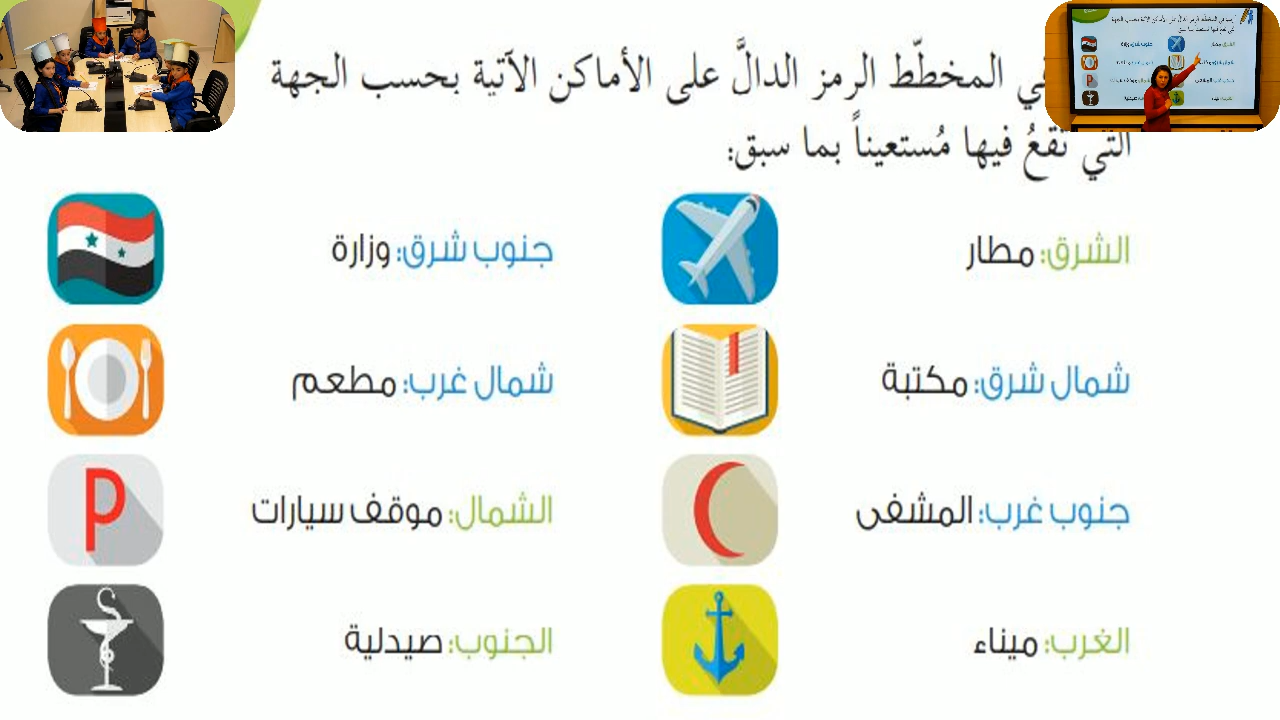 في المخطّط الرمز الدالَّ على الأماكن الآتية بحسب الجهة
التي تقعُ فيها مُستعيناً بما سبق:
الشرق: مطار
جنوب شرق: وزارة
شمال شرق: مكتبة
شمال غرب: مطعم
جنوب غرب: المشفى
الشمال: موقف سيارات
P
الغرب: ميناء
الجنوب: صيدلية